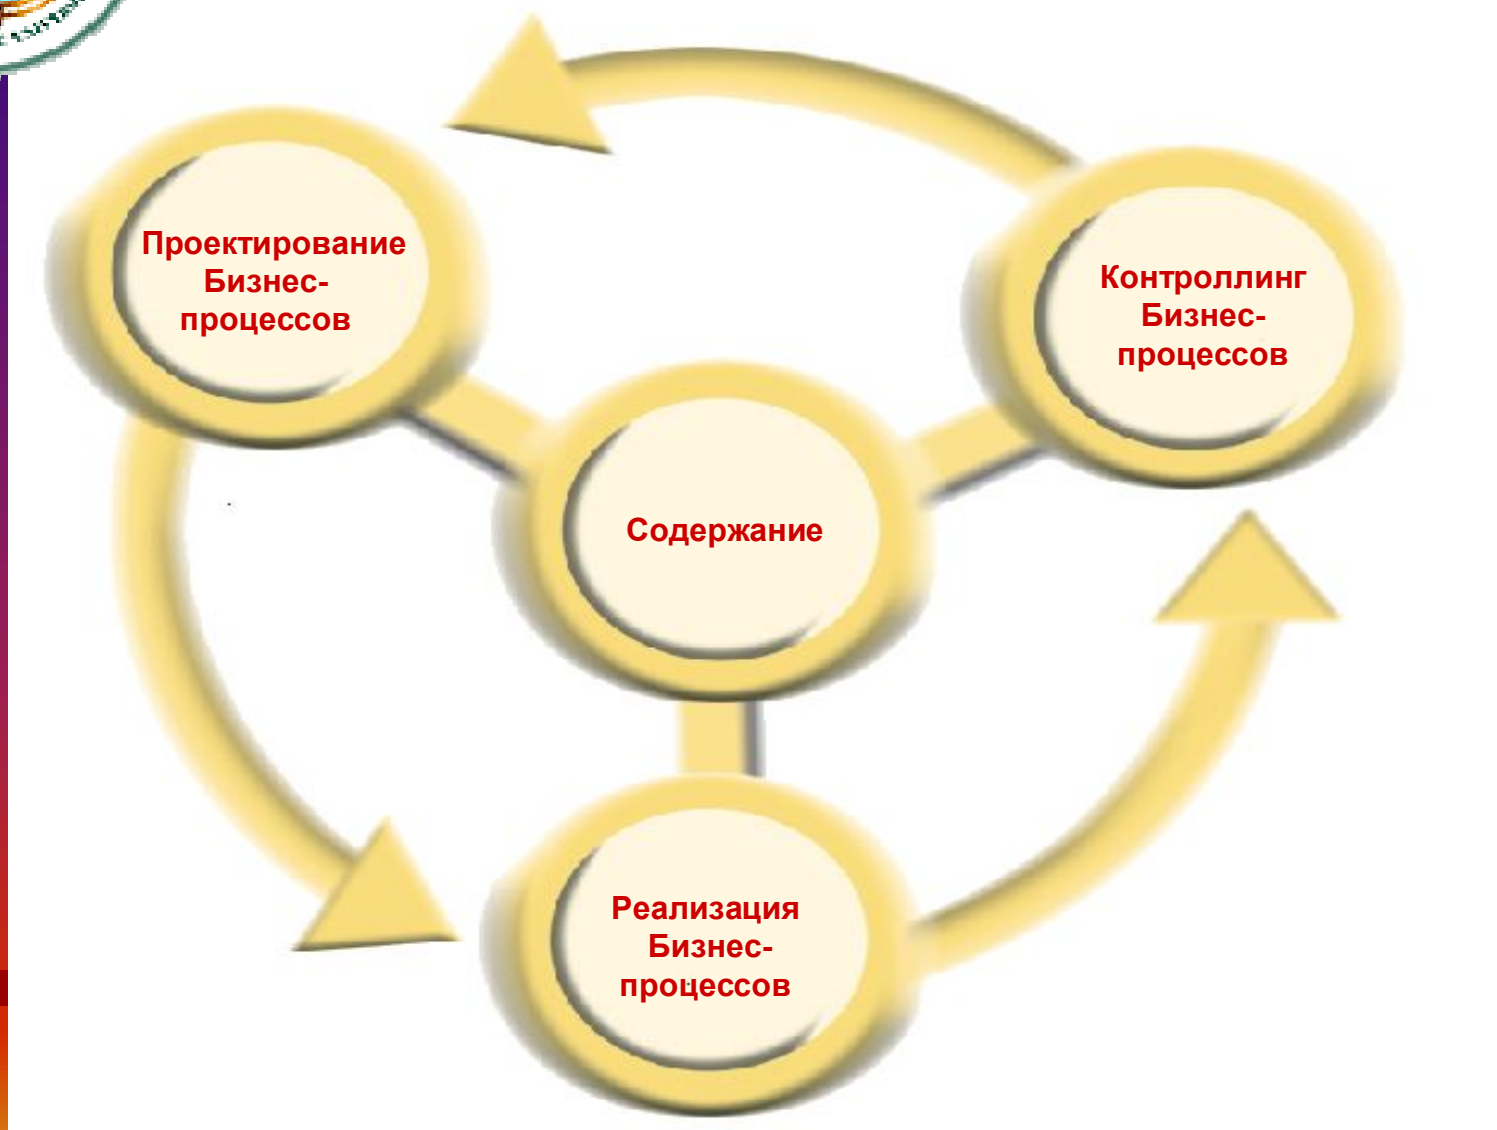 Проектирование
Бизнес-
процессов
Контроллинг
Бизнес-
процессов
Содержание
Реализация
Бизнес-
процессов